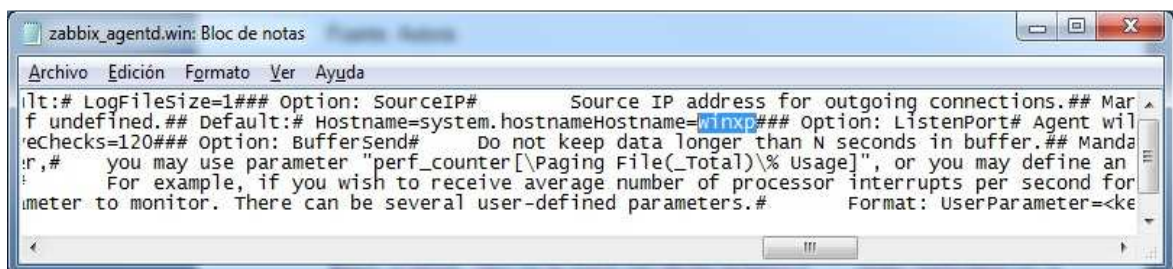 zabbix_agentd.win: Bloc de notas
Archivo Edición Formato Ver Ayuda
lt:# LogFileSize=1### Option: SourceIP# Source IP address for outgoing connections.## Mar
f undefined.## Default:# Hostname=system.hostnameHostname=winxp### Option: ListenPort# Agent wil
eChecks=120### Option: BufferSend# Do not keep data longer than N seconds in buffer.## Manda
r,# you may use parameter "perf_counter[\Paging File(_Total)\% Usage]", or you may define an
# For example, if you wish to receive average number of processor interrupts per second for
ameter to monitor. There can be several user-defined parameters.# Format: UserParameter=<ke